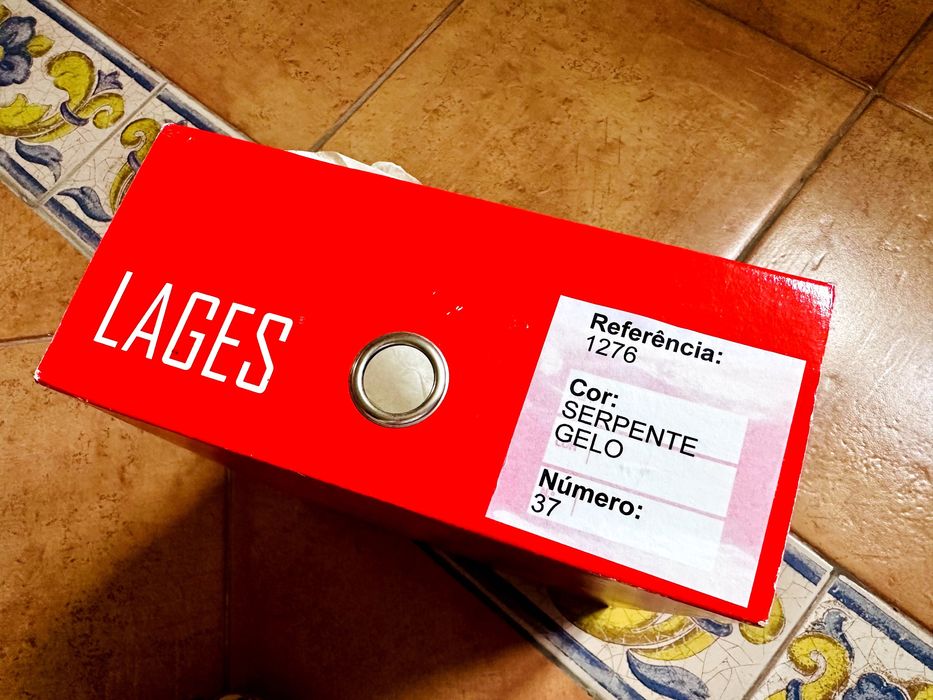 LAGES
Referência:
1276
Cor:
SERPENTE
GELO
Número:
37